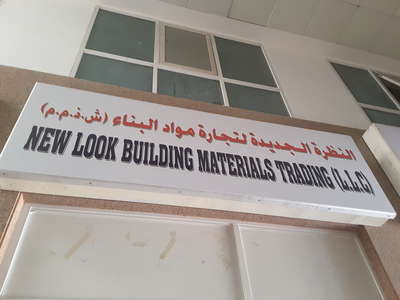 النظرة الجديدة لتجارة مواد البناء (ش.ذ.م.م)
NEW LOOK BUILDING MATERIALS TRADING (L.L.C)